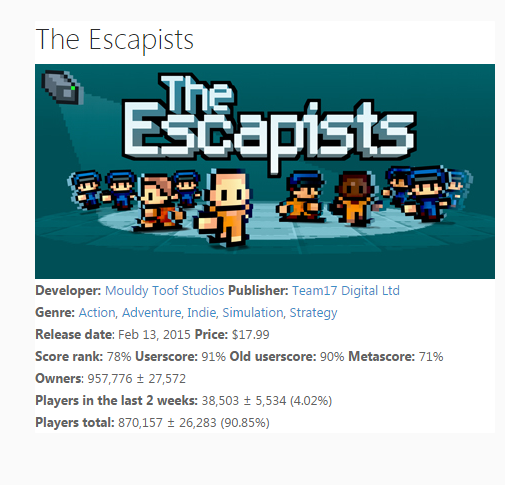 The Escapists
The
Escapists
Developer: Mouldy Toof Studios Publisher: Team17 Digital Ltd
Genre: Action, Adventure, Indie, Simulation, Strategy
Release date: Feb 13, 2015 Price: $17.99
Score rank: 78% Userscore: 91% Old userscore: 90% Metascore: 71%
Owners: 957,776 ± 27,572
Players in the last 2 weeks: 38,503 ± 5,534 (4.02%)
Players total: 870,157 ± 26,283 (90.85%)